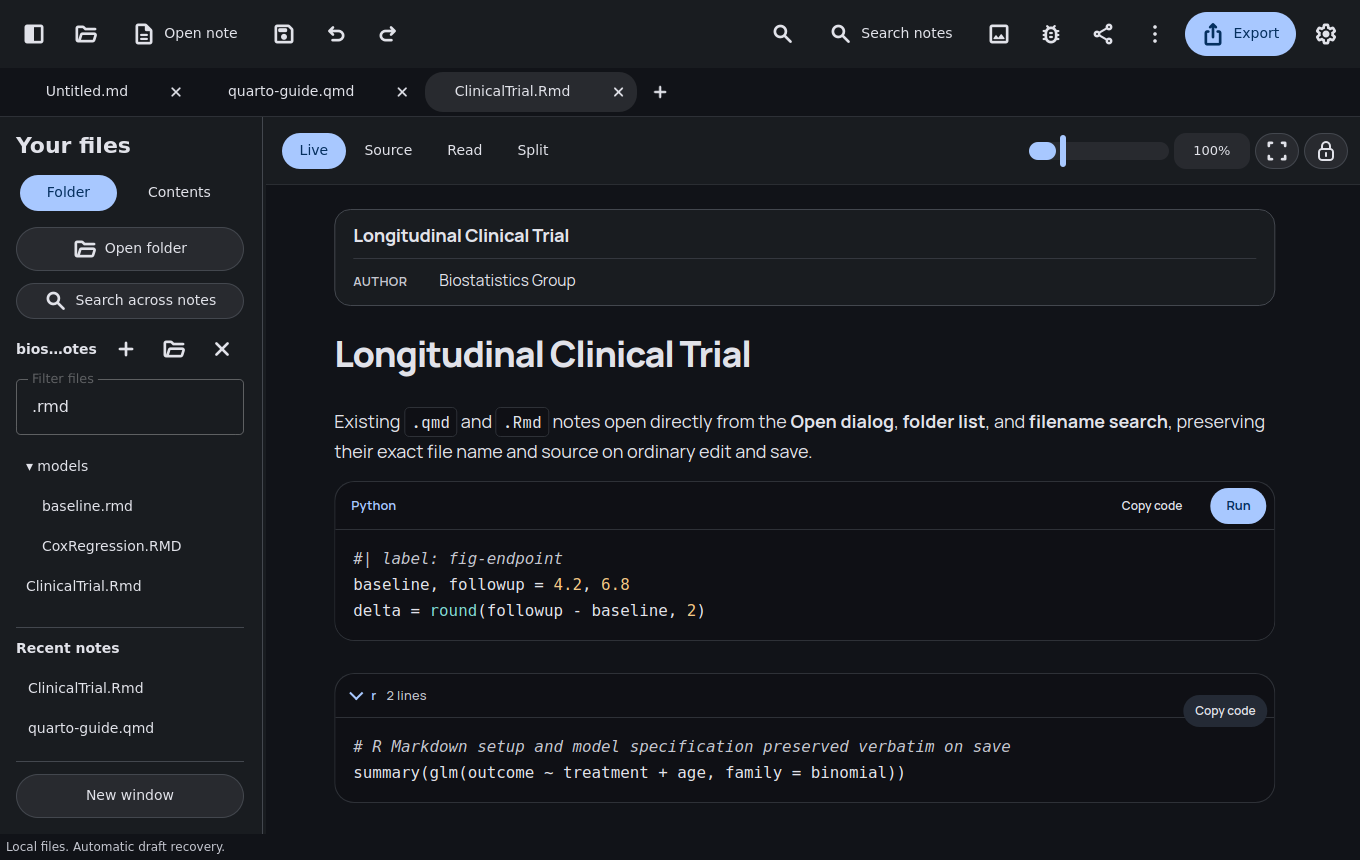 Open note
Search notes
Export
Untitled.md
quarto-guide.qmd
ClinicalTrial.Rmd
Your files
Folder
Contents
Open folder
Search across notes
bios…otes
Filter files
.rmd
▾ models
baseline.rmd
CoxRegression.RMD
ClinicalTrial.Rmd
Recent notes
ClinicalTrial.Rmd
quarto-guide.qmd
New window
Local files. Automatic draft recovery.
Live
Source
Read
Split
100%
Longitudinal Clinical Trial
AUTHOR Biostatistics Group
Longitudinal Clinical Trial
Existing .qmd and .Rmd notes open directly from the Open dialog, folder list, and filename search, preserving
their exact file name and source on ordinary edit and save.
Python
Copy code
Run
#| label: fig-endpoint
baseline, followup = 4.2, 6.8
delta = round(followup - baseline, 2)
r 2 lines
Copy code
# R Markdown setup and model specification preserved verbatim on save
summary(glm(outcome ~ treatment + age, family = binomial))